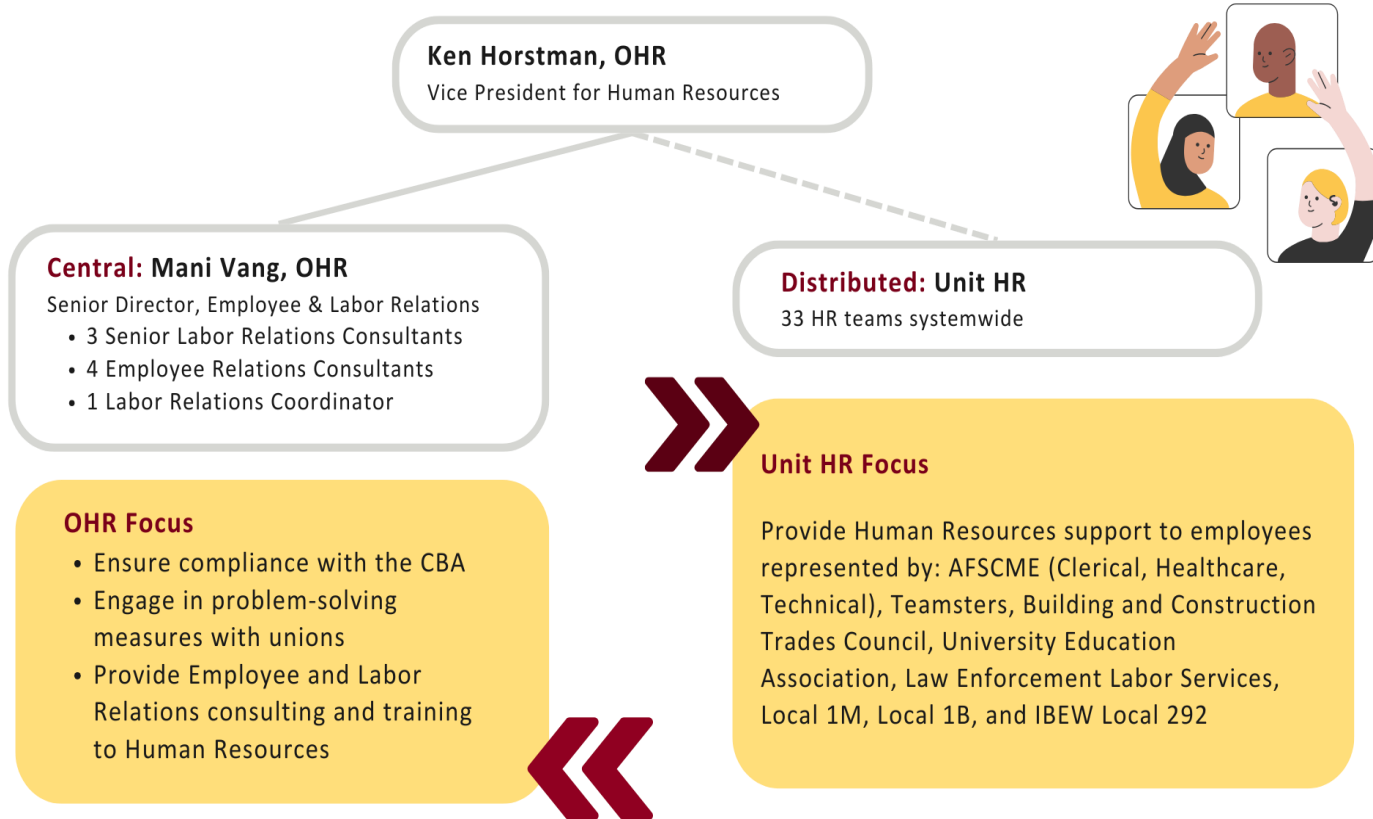 Ken Horstman, OHR
Vice President for Human Resources
Central: Mani Vang, OHR
Senior Director, Employee & Labor Relations
• 3 Senior Labor Relations Consultants
• 4 Employee Relations Consultants
• 1 Labor Relations Coordinator
Distributed: Unit HR
33 HR teams systemwide
OHR Focus
• Ensure compliance with the CBA
• Engage in problem-solving
measures with unions
• Provide Employee and Labor
Relations consulting and training
to Human Resources
Unit HR Focus
Provide Human Resources support to employees
represented by: AFSCME (Clerical, Healthcare,
Technical), Teamsters, Building and Construction
Trades Council, University Education
Association, Law Enforcement Labor Services,
Local 1M, Local 1B, and IBEW Local 292